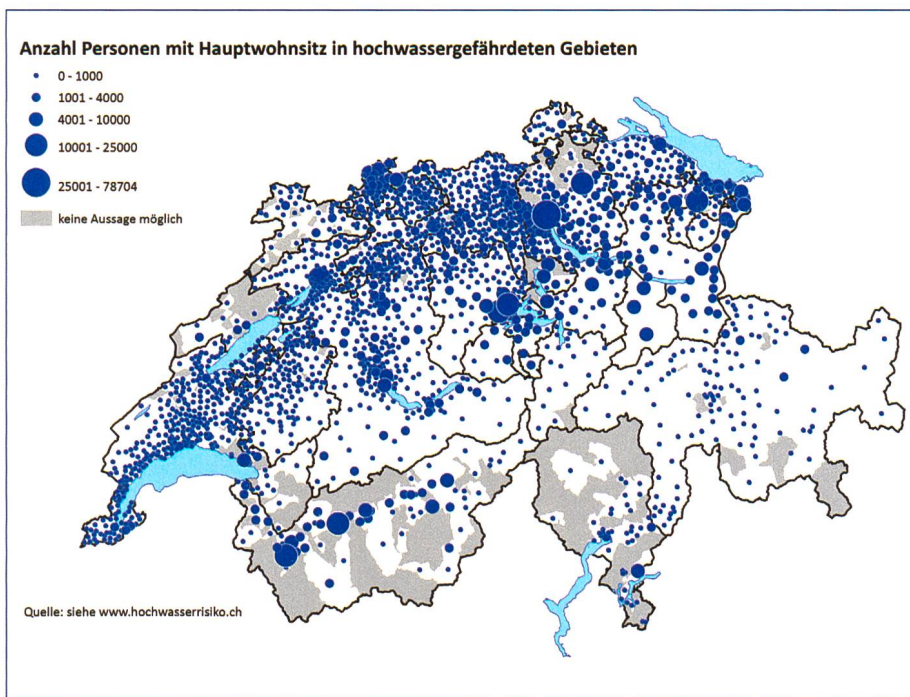 Anzahl Personen mit Hauptwohnsitz in hochwassergefährdeten Gebieten
0 - 1000
1001 - 4000
4001 - 10000
10001 - 25000
25001 - 78704
keine Aussage möglich
Quelle: siehe www.hochwasserrisiko.ch